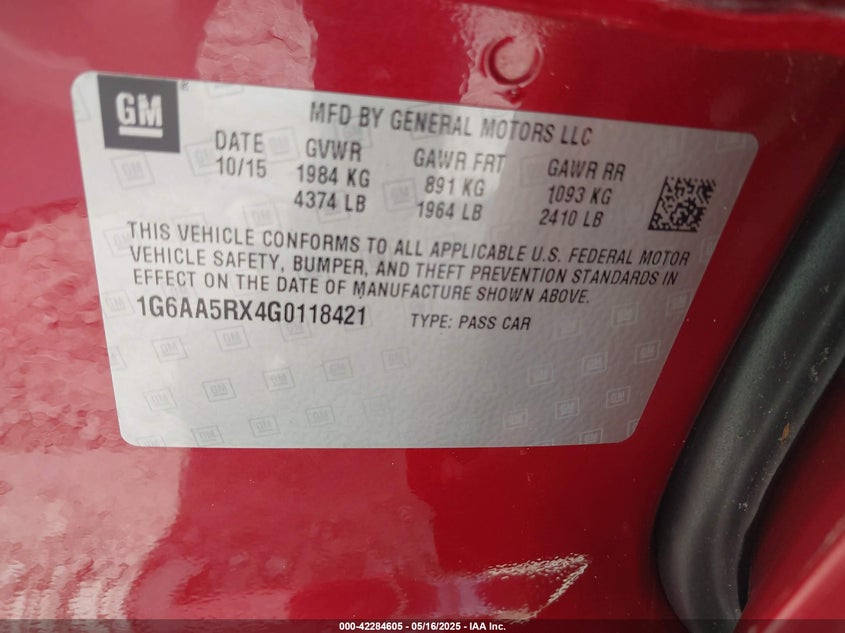 GM
MFD BY GENERAL MOTORS LLC
DATE GVWR GAWR FRT GAWR RR
10/15 1984 KG 891 KG 1093 KG
4374 LB 1964 LB 2410 LB
THIS VEHICLE CONFORMS TO ALL APPLICABLE U.S. FEDERAL MOTOR
VEHICLE SAFETY, BUMPER, AND THEFT PREVENTION STANDARDS IN
EFFECT ON THE DATE OF MANUFACTURE SHOWN ABOVE.
1G6AA5RX4G0118421 TYPE: PASS CAR
000-42284605 - 05/16/2025 - IAA Inc.